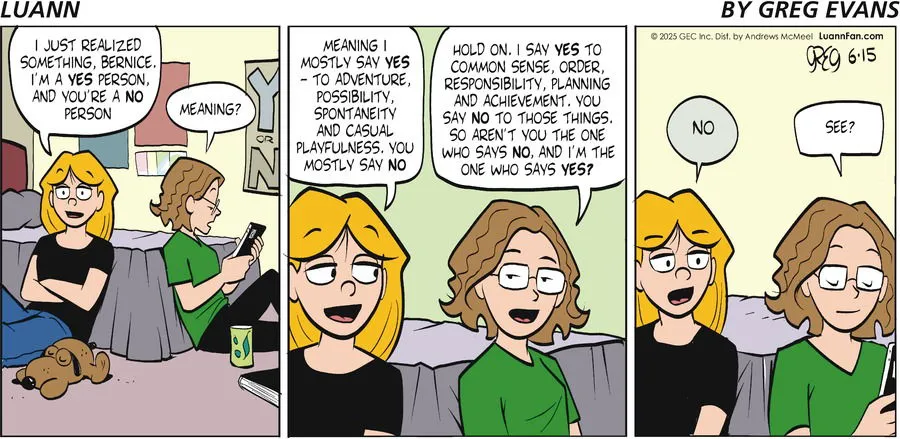 LUANN
BY GREG EVANS
I JUST REALIZED
SOMETHING, BERNICE.
I'M A YES PERSON,
AND YOU'RE A NO
PERSON
MEANING?
Y
OR
N
MEANING I
MOSTLY SAY YES
– TO ADVENTURE,
POSSIBILITY,
SPONTANEITY
AND CASUAL
PLAYFULNESS. YOU
MOSTLY SAY NO
HOLD ON. I SAY YES TO
COMMON SENSE, ORDER,
RESPONSIBILITY, PLANNING
AND ACHIEVEMENT. YOU
SAY NO TO THOSE THINGS.
SO AREN'T YOU THE ONE
WHO SAYS NO, AND I'M THE
ONE WHO SAYS YES?
© 2025 GEC Inc. Dist. by Andrews McMeel LuannFan.com
GREG 6-15
NO
SEE?